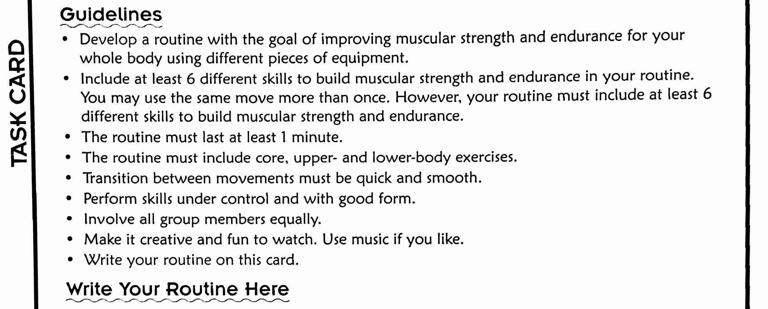 TASK CARD
Guidelines
• Develop a routine with the goal of improving muscular strength and endurance for your
whole body using different pieces of equipment.
• Include at least 6 different skills to build muscular strength and endurance in your routine.
You may use the same move more than once. However, your routine must include at least 6
different skills to build muscular strength and endurance.
• The routine must last at least 1 minute.
• The routine must include core, upper- and lower-body exercises.
• Transition between movements must be quick and smooth.
• Perform skills under control and with good form.
• Involve all group members equally.
• Make it creative and fun to watch. Use music if you like.
• Write your routine on this card.
Write Your Routine Here